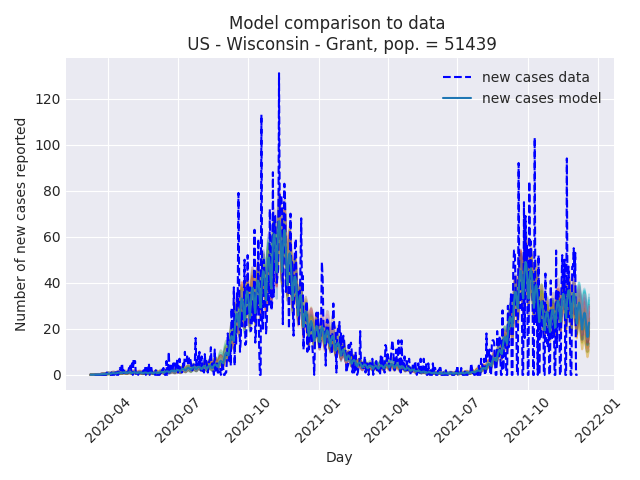 Model comparison to data
US - Wisconsin - Grant, pop. = 51439
new cases data
new cases model
Number of new cases reported
120
100
80
60
40
20
0
2020-04
2020-07
2020-10
2021-01
2021-04
2021-07
2021-10
2022-01
Day